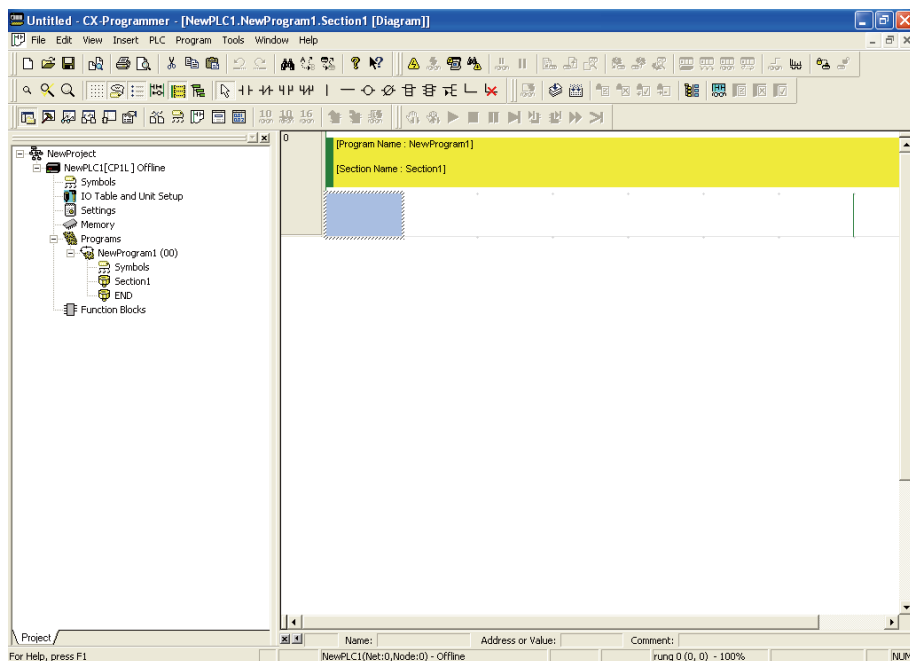 Untitled - CX-Programmer - [NewPLC1.NewProgram1.Section1 [Diagram]]
File Edit View Insert PLC Program Tools Window Help
10 10 16
NewProject
NewPLC1[CP1L] Offline
Symbols
IO Table and Unit Setup
Settings
Memory
Programs
NewProgram1 (00)
Symbols
Section1
END
Function Blocks
0
[Program Name : NewProgram1]
[Section Name : Section1]
Project
Name: Address or Value: Comment:
For Help, press F1 NewPLC1(Net:0,Node:0) - Offline rung 0 (0, 0) - 100% NUM